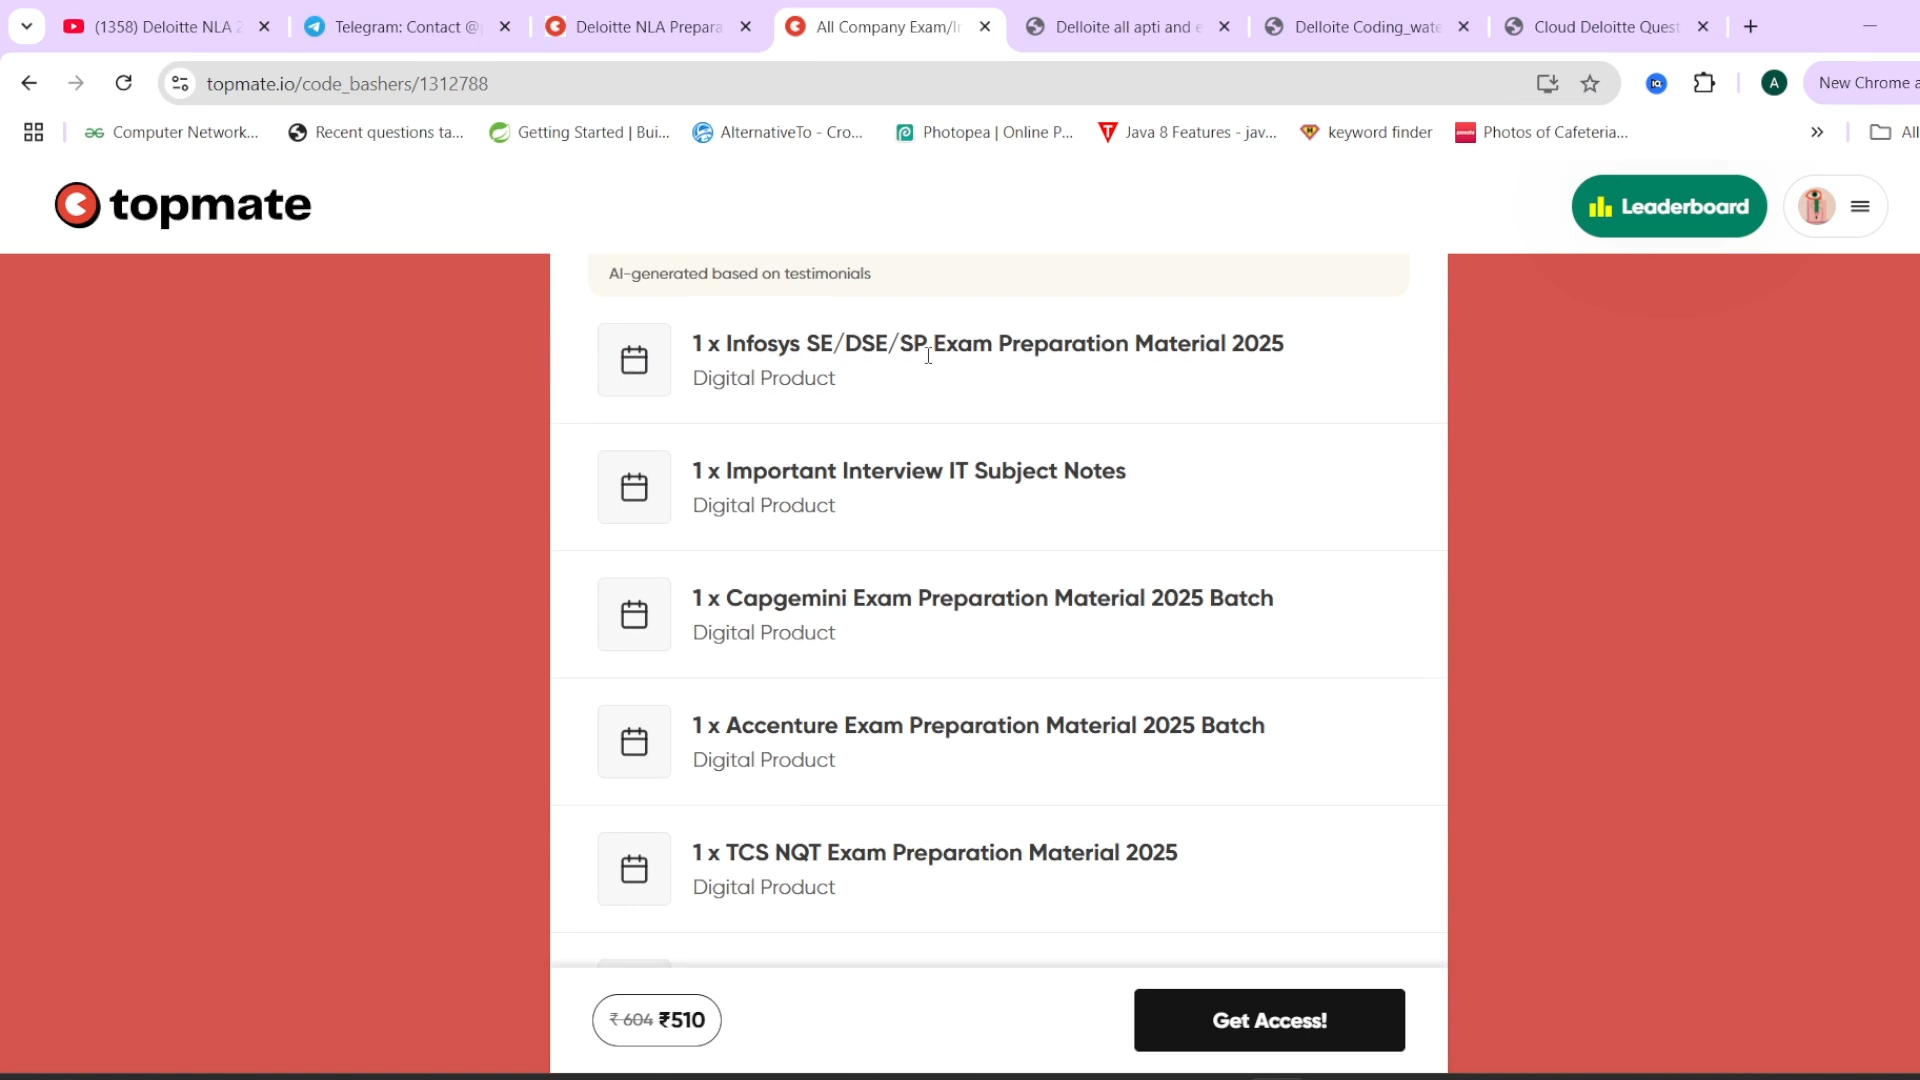 (1358) Deloitte NLA 2
Telegram: Contact @
Deloitte NLA Prepara
All Company Exam/In
Delloite all apti and e
Delloite Coding_wate
Cloud Deloitte Quest
topmate.io/code_bashers/1312788
A
New Chrome a
Computer Network...
Recent questions ta...
Getting Started | Bui...
AlternativeTo - Cro...
Photopea | Online P...
Java 8 Features - jav...
keyword finder
Photos of Cafeteria...
All
topmate
Leaderboard
AI-generated based on testimonials
1 x Infosys SE/DSE/SP Exam Preparation Material 2025
Digital Product
1 x Important Interview IT Subject Notes
Digital Product
1 x Capgemini Exam Preparation Material 2025 Batch
Digital Product
1 x Accenture Exam Preparation Material 2025 Batch
Digital Product
1 x TCS NQT Exam Preparation Material 2025
Digital Product
₹ 604 ₹510
Get Access!